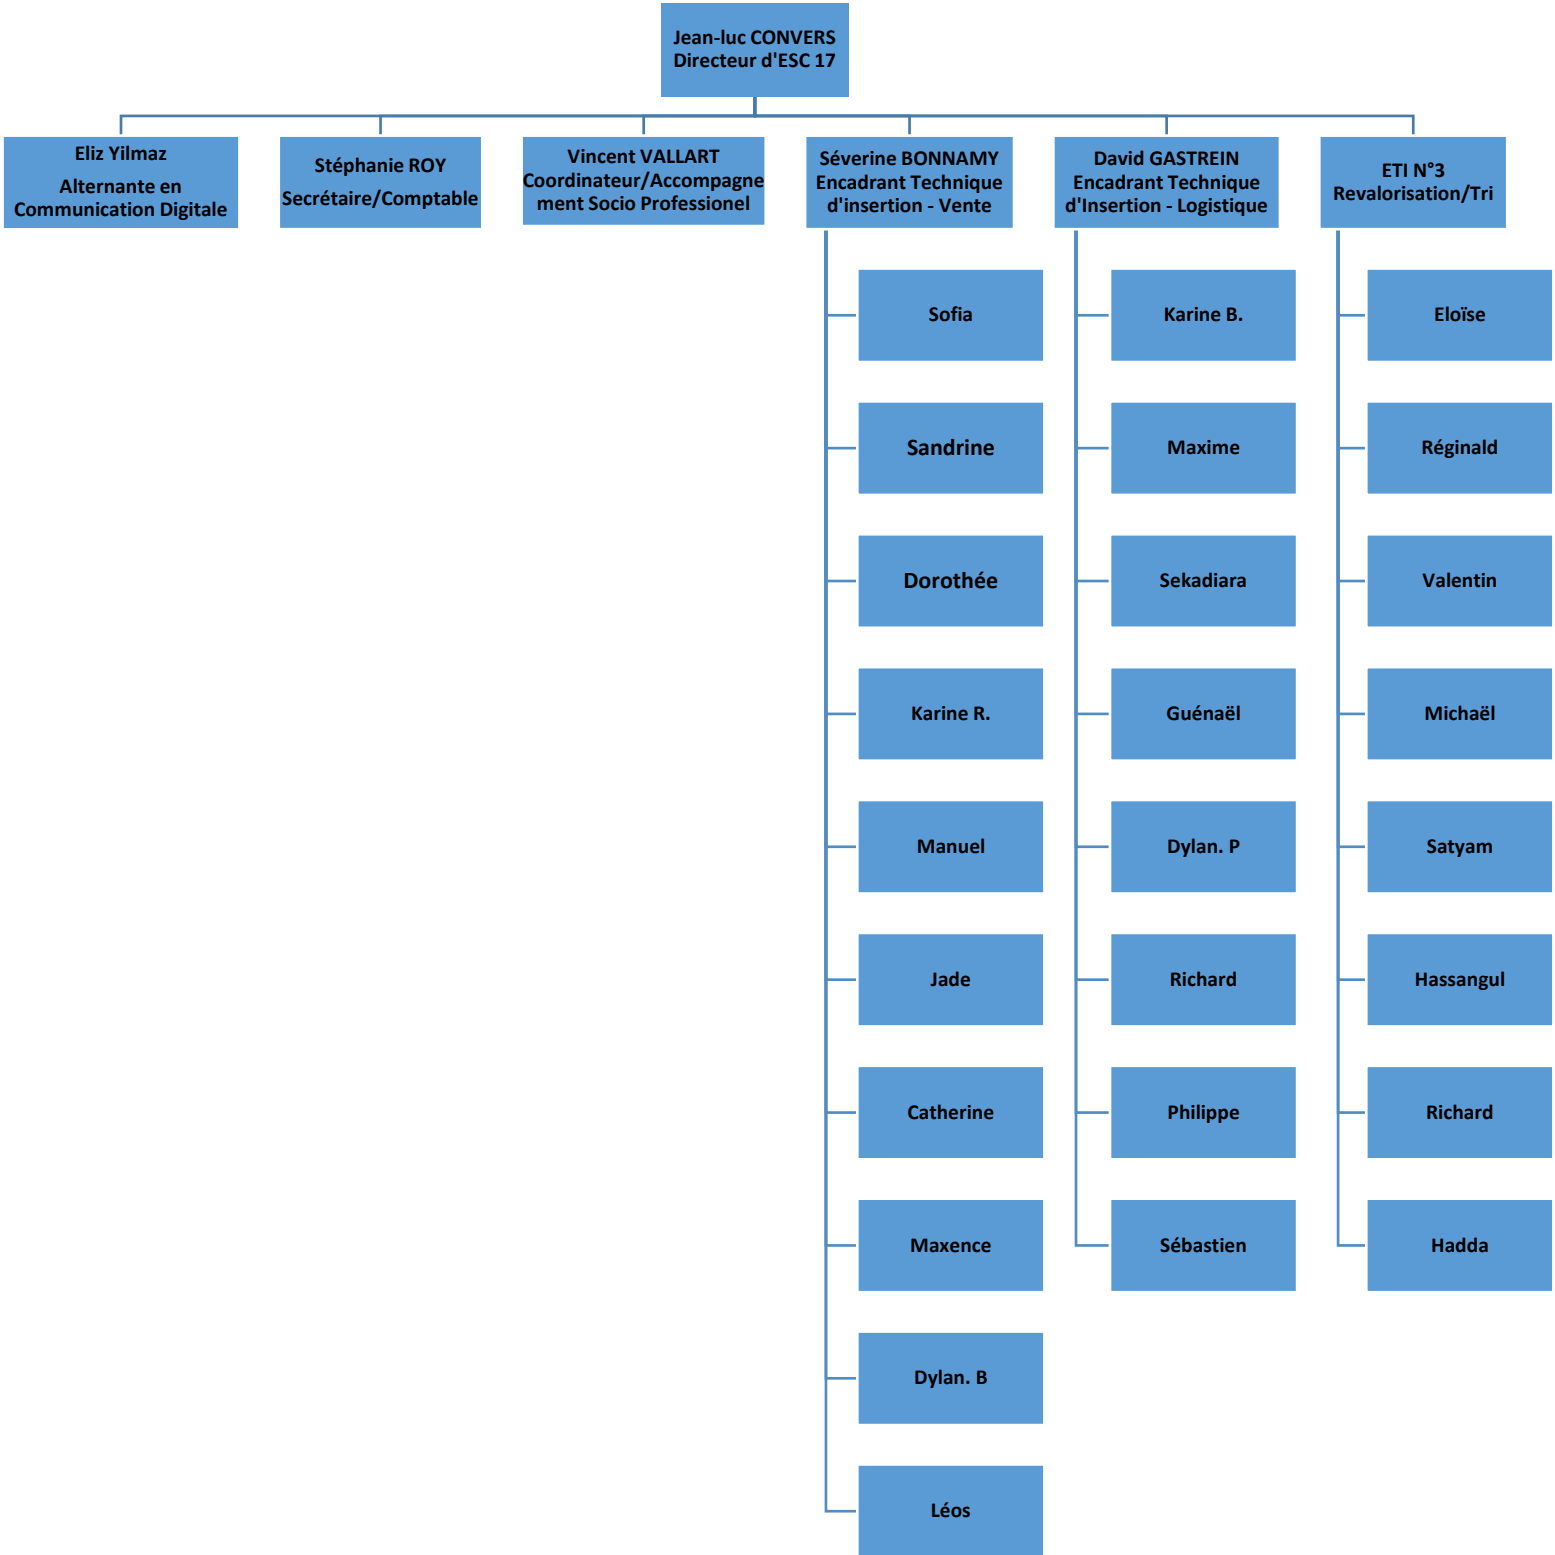 Jean-luc CONVERS
Directeur d'ESC 17
Eliz Yilmaz
Alternante en
Communication Digitale
Stéphanie ROY
Secrétaire/Comptable
Vincent VALLART
Coordinateur/Accompagne
ment Socio Professionel
Séverine BONNAMY
Encadrant Technique
d'insertion - Vente
David GASTREIN
Encadrant Technique
d'Insertion - Logistique
ETI N°3
Revalorisation/Tri
Sofia
Sandrine
Dorothée
Karine R.
Manuel
Jade
Catherine
Maxence
Dylan. B
Léos
Karine B.
Maxime
Sekadiara
Guénaël
Dylan. P
Richard
Philippe
Sébastien
Eloïse
Réginald
Valentin
Michaël
Satyam
Hassangul
Richard
Hadda